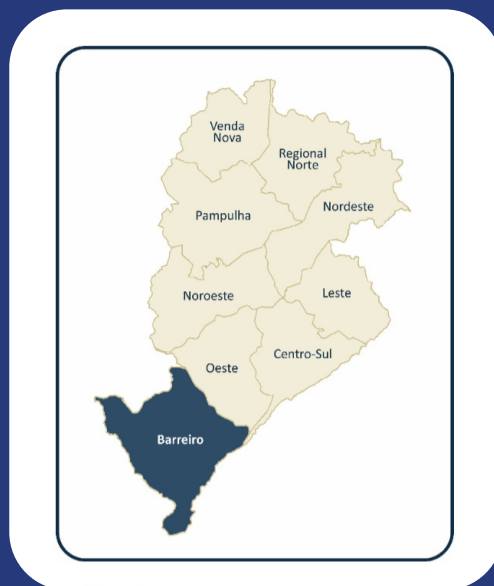 Venda
Nova
Regional
Norte
Nordeste
Pampulha
Leste
Noroeste
Centro-Sul
Oeste
Barreiro